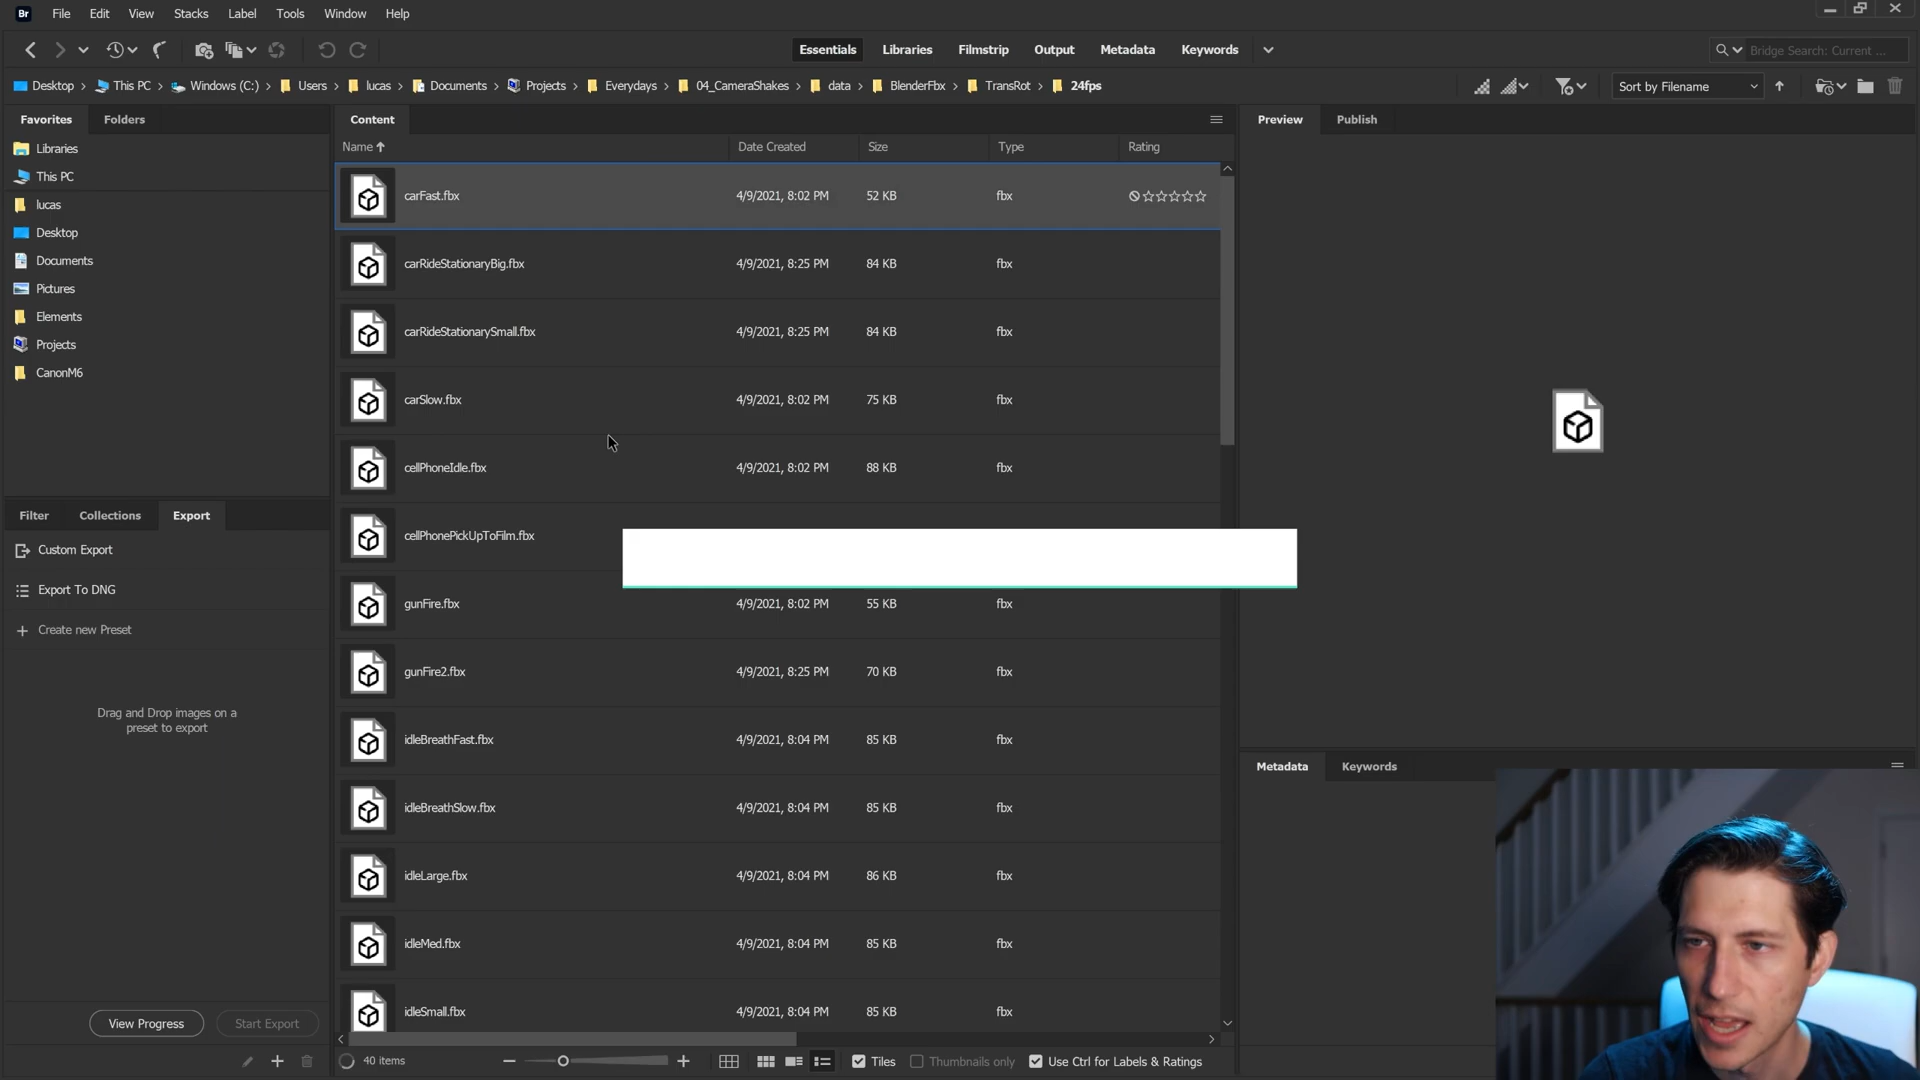 Br File Edit View Stacks Label Tools Window Help
Essentials Libraries Filmstrip Output Metadata Keywords
Bridge Search: Current ...
Desktop This PC Windows (C:) Users lucas Documents Projects Everydays 04_CameraShakes data BlenderFbx TransRot 24fps
Sort by Filename
Favorites Folders
Libraries
This PC
lucas
Desktop
Documents
Pictures
Elements
Projects
CanonM6
Filter Collections Export
Custom Export
Export To DNG
Create new Preset
Drag and Drop images on a
preset to export
View Progress Start Export
Content
Name Date Created Size Type Rating
carFast.fbx 4/9/2021, 8:02 PM 52 KB fbx
carRideStationaryBig.fbx 4/9/2021, 8:25 PM 84 KB fbx
carRideStationarySmall.fbx 4/9/2021, 8:25 PM 84 KB fbx
carSlow.fbx 4/9/2021, 8:02 PM 75 KB fbx
cellPhoneIdle.fbx 4/9/2021, 8:02 PM 88 KB fbx
cellPhonePickUpToFilm.fbx
gunFire.fbx 4/9/2021, 8:02 PM 55 KB fbx
gunFire2.fbx 4/9/2021, 8:25 PM 70 KB fbx
idleBreathFast.fbx 4/9/2021, 8:04 PM 85 KB fbx
idleBreathSlow.fbx 4/9/2021, 8:04 PM 85 KB fbx
idleLarge.fbx 4/9/2021, 8:04 PM 86 KB fbx
idleMed.fbx 4/9/2021, 8:04 PM 85 KB fbx
idleSmall.fbx 4/9/2021, 8:04 PM 85 KB fbx
40 items Tiles Thumbnails only Use Ctrl for Labels & Ratings
Preview Publish
Metadata Keywords